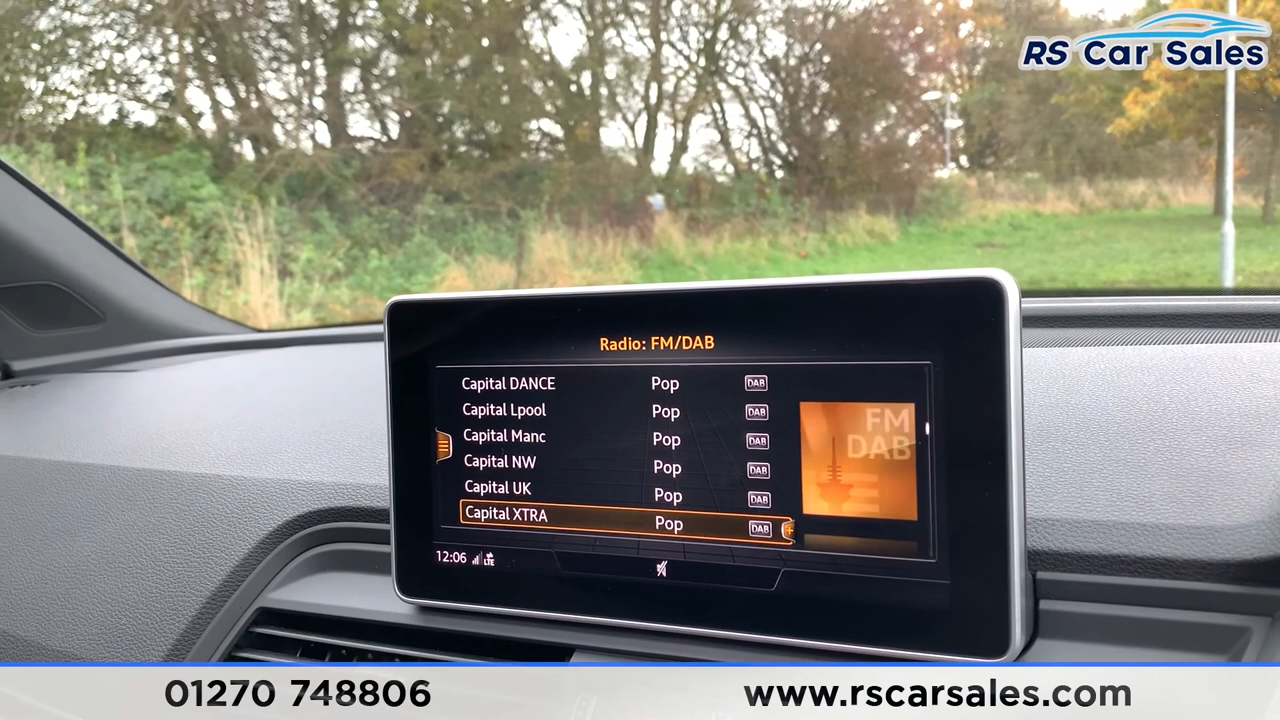 RS Car Sales
Radio: FM/DAB
Capital DANCE Pop DAB
Capital Lpool Pop DAB
Capital Manc Pop DAB
Capital NW Pop DAB
Capital UK Pop DAB
Capital XTRA Pop DAB
FM
DAB
12:06 LTE
01270 748806
www.rscarsales.com